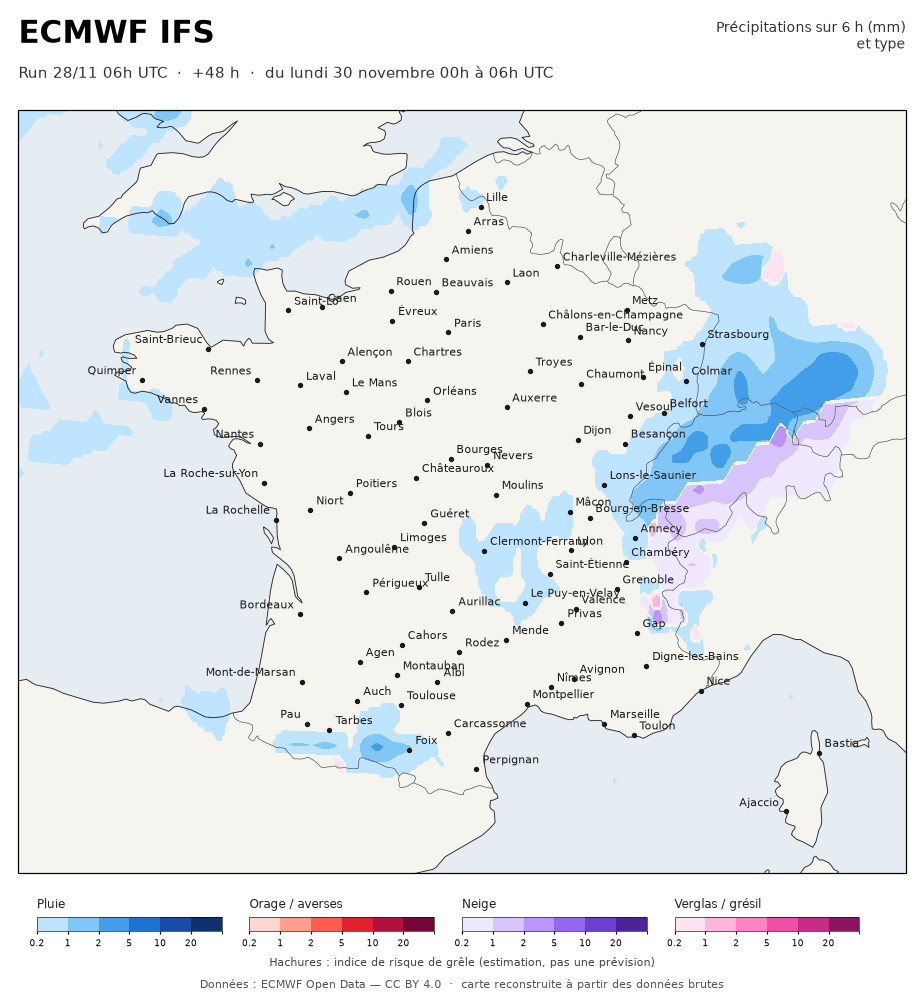 ECMWF IFS
Précipitations sur 6 h (mm)
et type
Run 28/11 06h UTC · +48 h · du lundi 30 novembre 00h à 06h UTC
Lille
Arras
Amiens
Charleville-Mézières
Laon
Rouen
Beauvais
Saint-Lô
Caen
Metz
Évreux
Châlons-en-Champagne
Bar-le-Duc
Nancy
Paris
Strasbourg
Saint-Brieuc
Alençon
Chartres
Quimper
Rennes
Laval
Le Mans
Troyes
Chaumont
Épinal
Colmar
Vannes
Orléans
Auxerre
Vesoul
Belfort
Angers
Blois
Tours
Nantes
Dijon
Besançon
Bourges
Nevers
La Roche-sur-Yon
Châteauroux
Poitiers
Moulins
Lons-le-Saunier
Niort
La Rochelle
Mâcon
Bourg-en-Bresse
Guéret
Annecy
Limoges
Clermont-Ferrand
Lyon
Angoulême
Chambéry
Saint-Étienne
Périgueux
Tulle
Grenoble
Le Puy-en-Velay
Valence
Bordeaux
Aurillac
Privas
Gap
Cahors
Rodez
Mende
Agen
Digne-les-Bains
Mont-de-Marsan
Montauban
Albi
Avignon
Nîmes
Nice
Auch
Toulouse
Montpellier
Pau
Tarbes
Marseille
Toulon
Carcassonne
Foix
Bastia
Perpignan
Ajaccio
Pluie
0.2 1 2 5 10 20
Orage / averses
0.2 1 2 5 10 20
Neige
0.2 1 2 5 10 20
Verglas / grésil
0.2 1 2 5 10 20
Hachures : indice de risque de grêle (estimation, pas une prévision)
Données : ECMWF Open Data — CC BY 4.0 · carte reconstruite à partir des données brutes